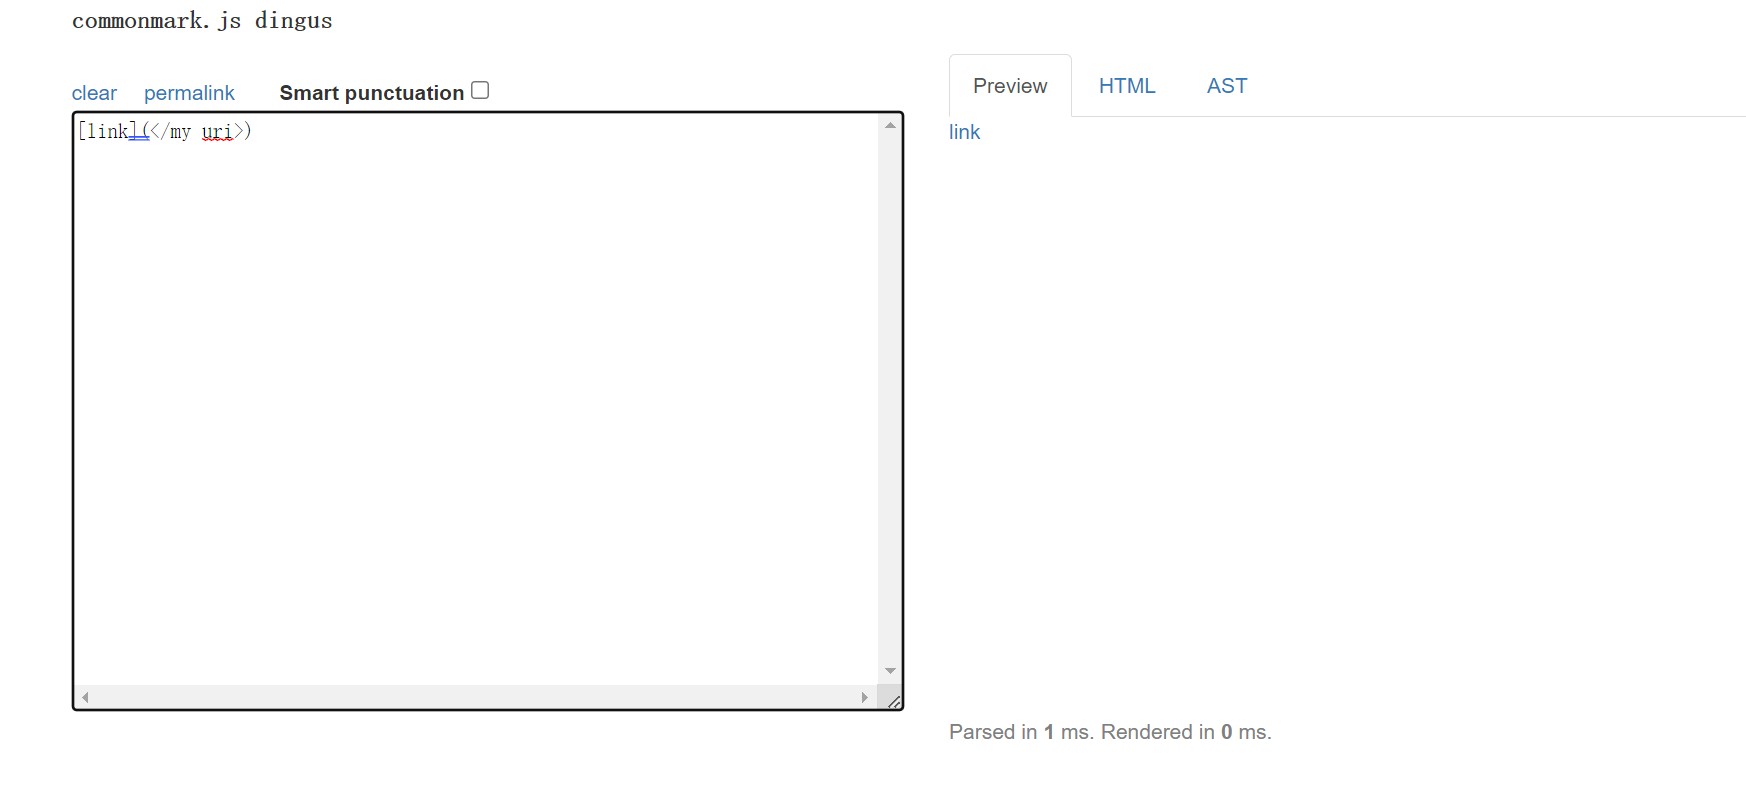 commonmark.js dingus
clear permalink Smart punctuation
Preview HTML AST
[link](</my uri>)
link
Parsed in 1 ms. Rendered in 0 ms.